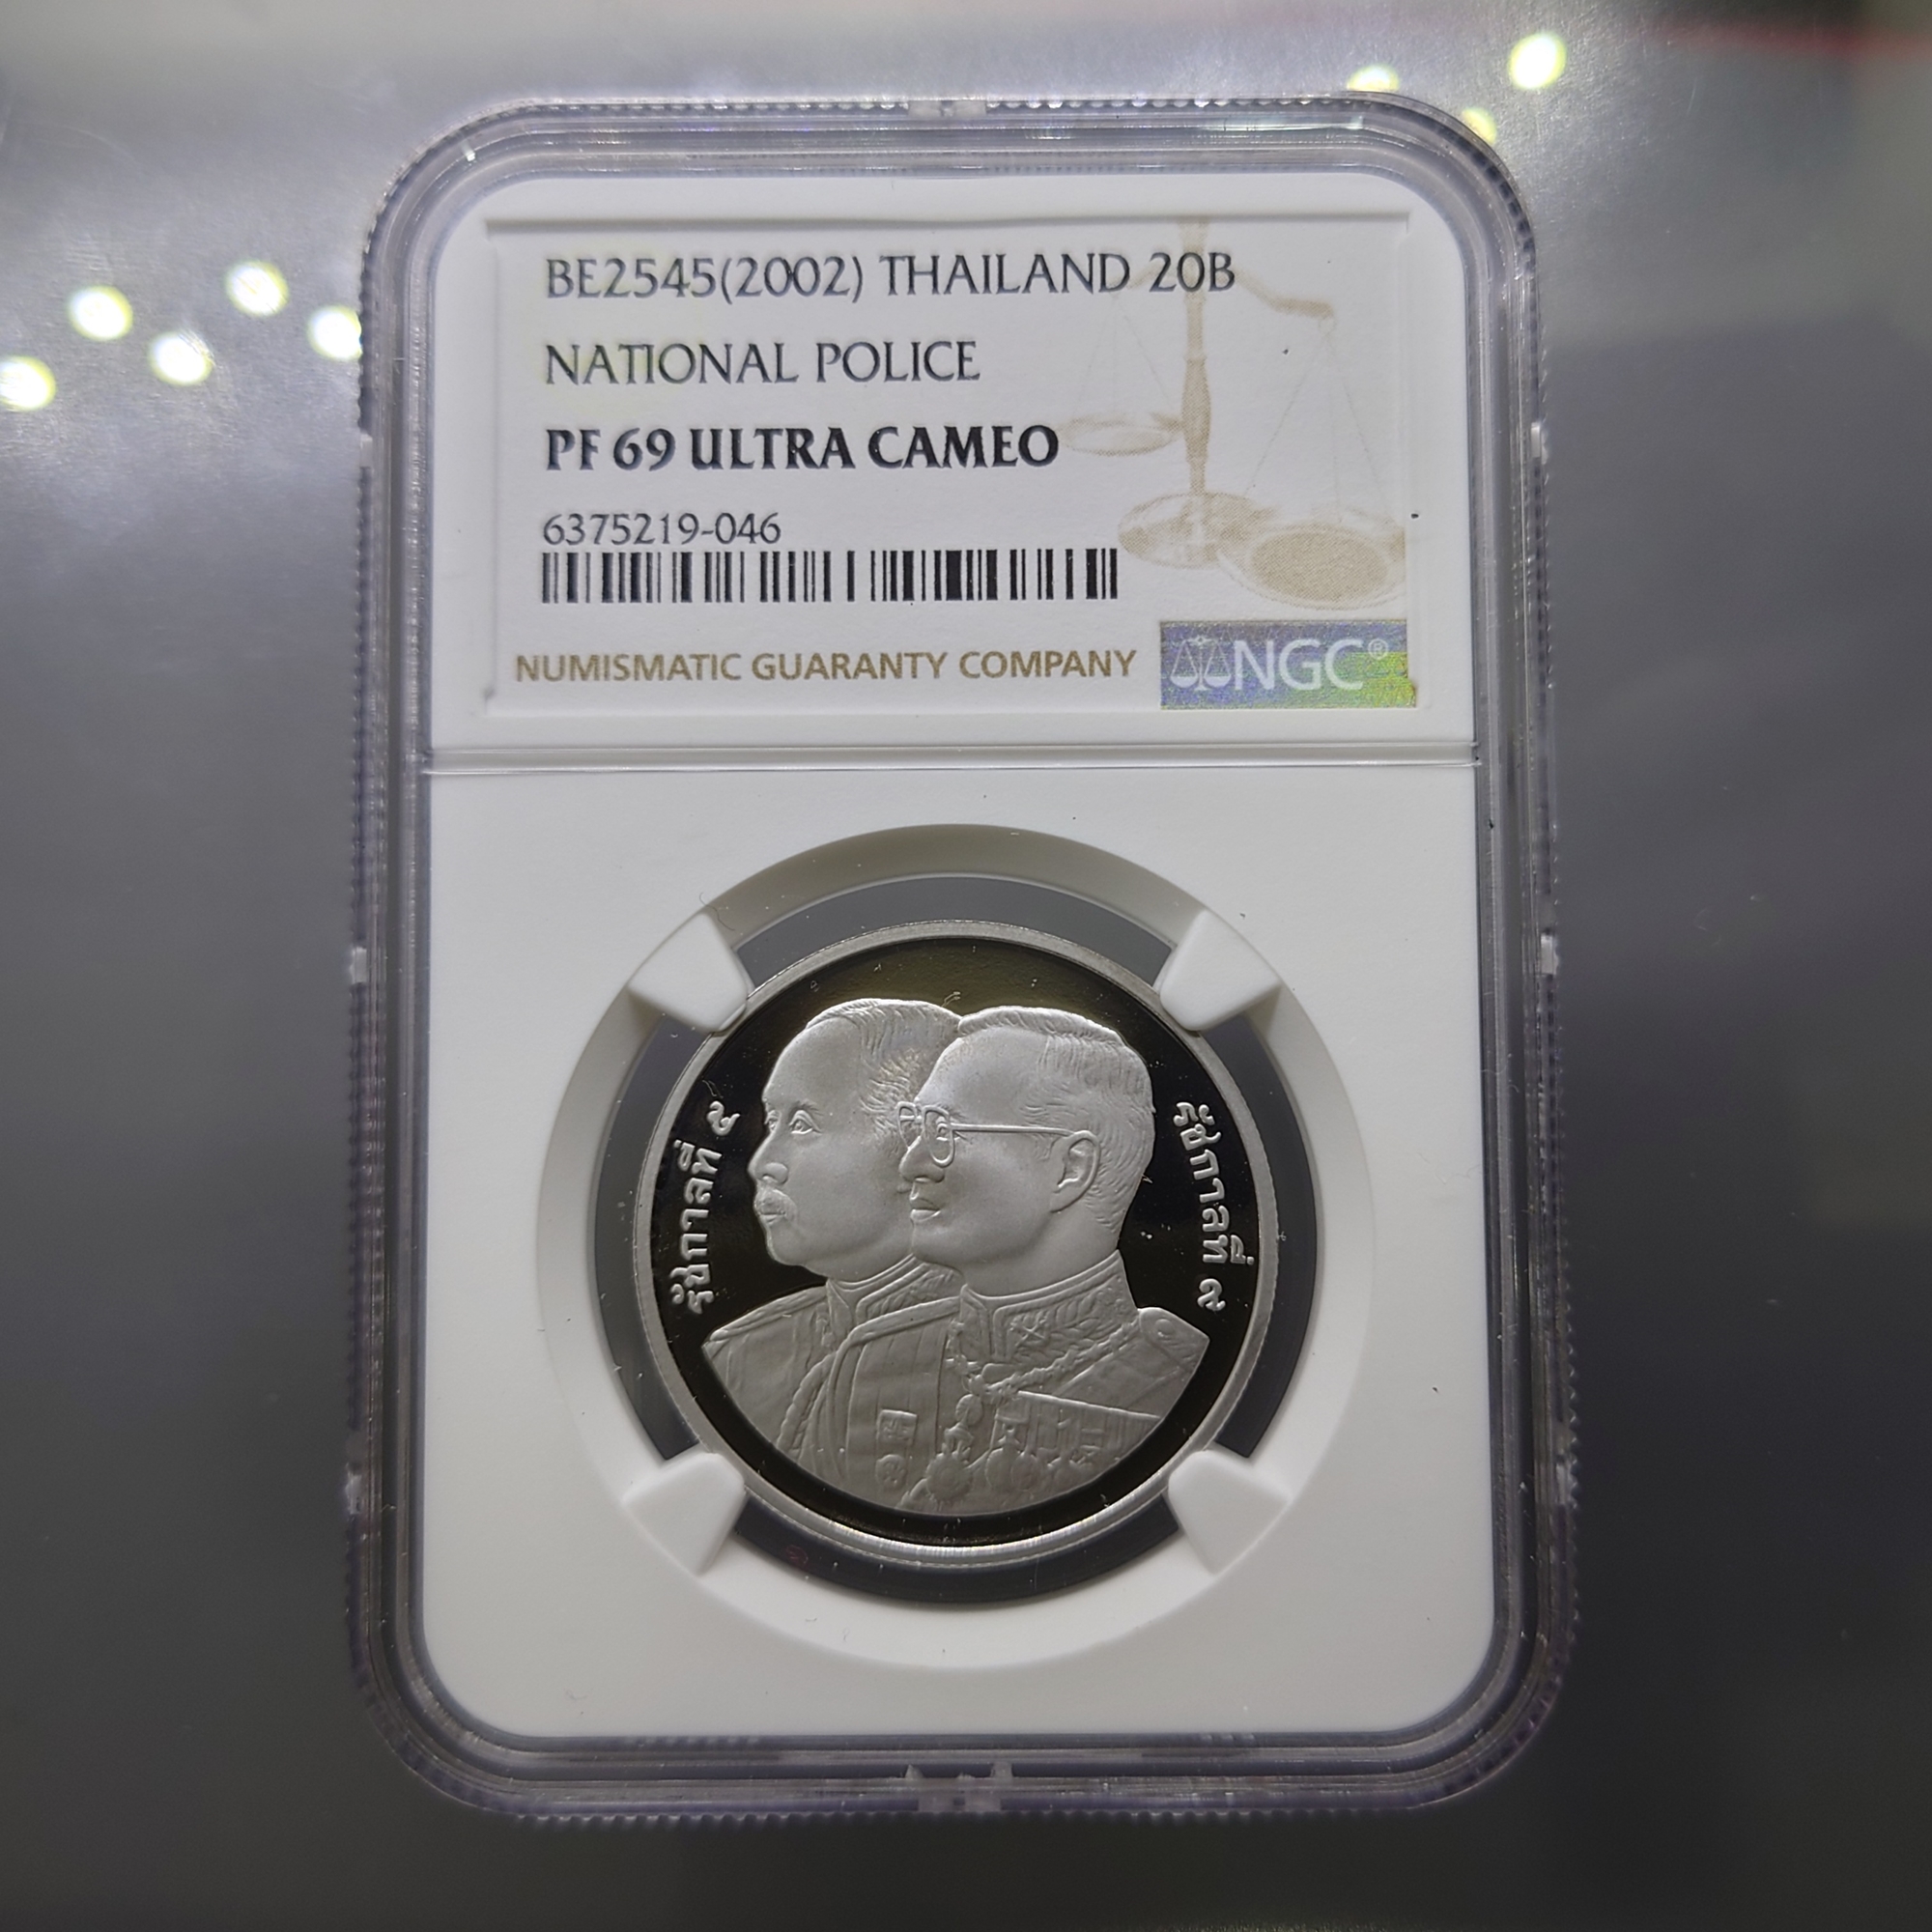 BE2545(2002) THAILAND 20B
NATIONAL POLICE
PF 69 ULTRA CAMEO
6375219-046
NUMISMATIC GUARANTY COMPANY NGC®
รัชกาลที่ ๕
รัชกาลที่ ๙